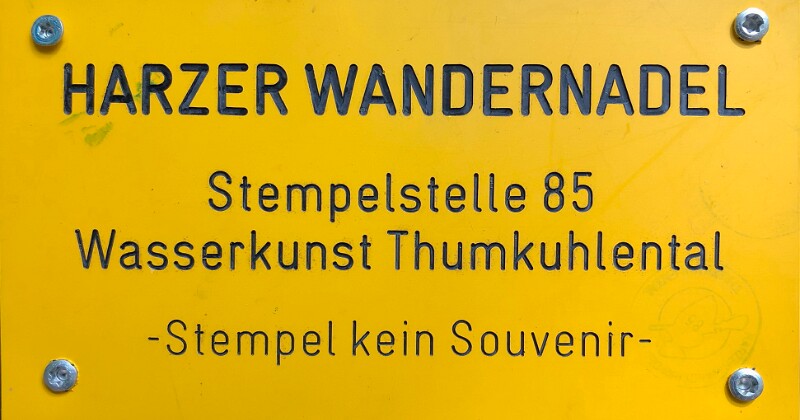 HARZER WANDERNADEL
Stempelstelle 85
Wasserkunst Thumkuhlental
-Stempel kein Souvenir-